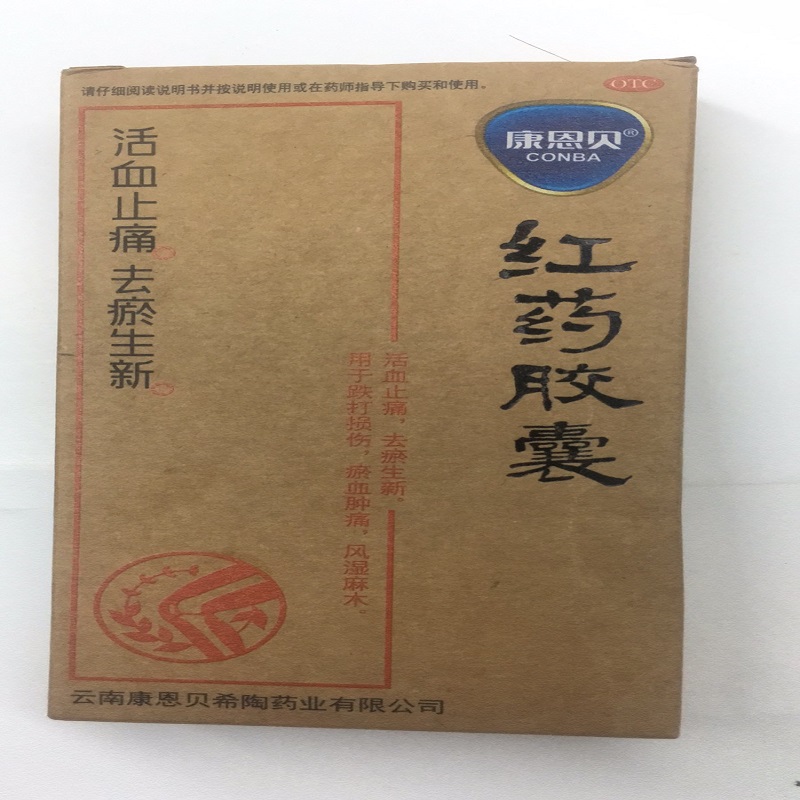 请仔细阅读说明书并按说明使用或在药师指导下购买和使用。
OTC
康恩贝®
CONBA
红药胶囊
活血止痛,去瘀生新。
用于跌打损伤,瘀血肿痛,风湿麻木。
活血止痛。去瘀生新。
云南康恩贝希陶药业有限公司